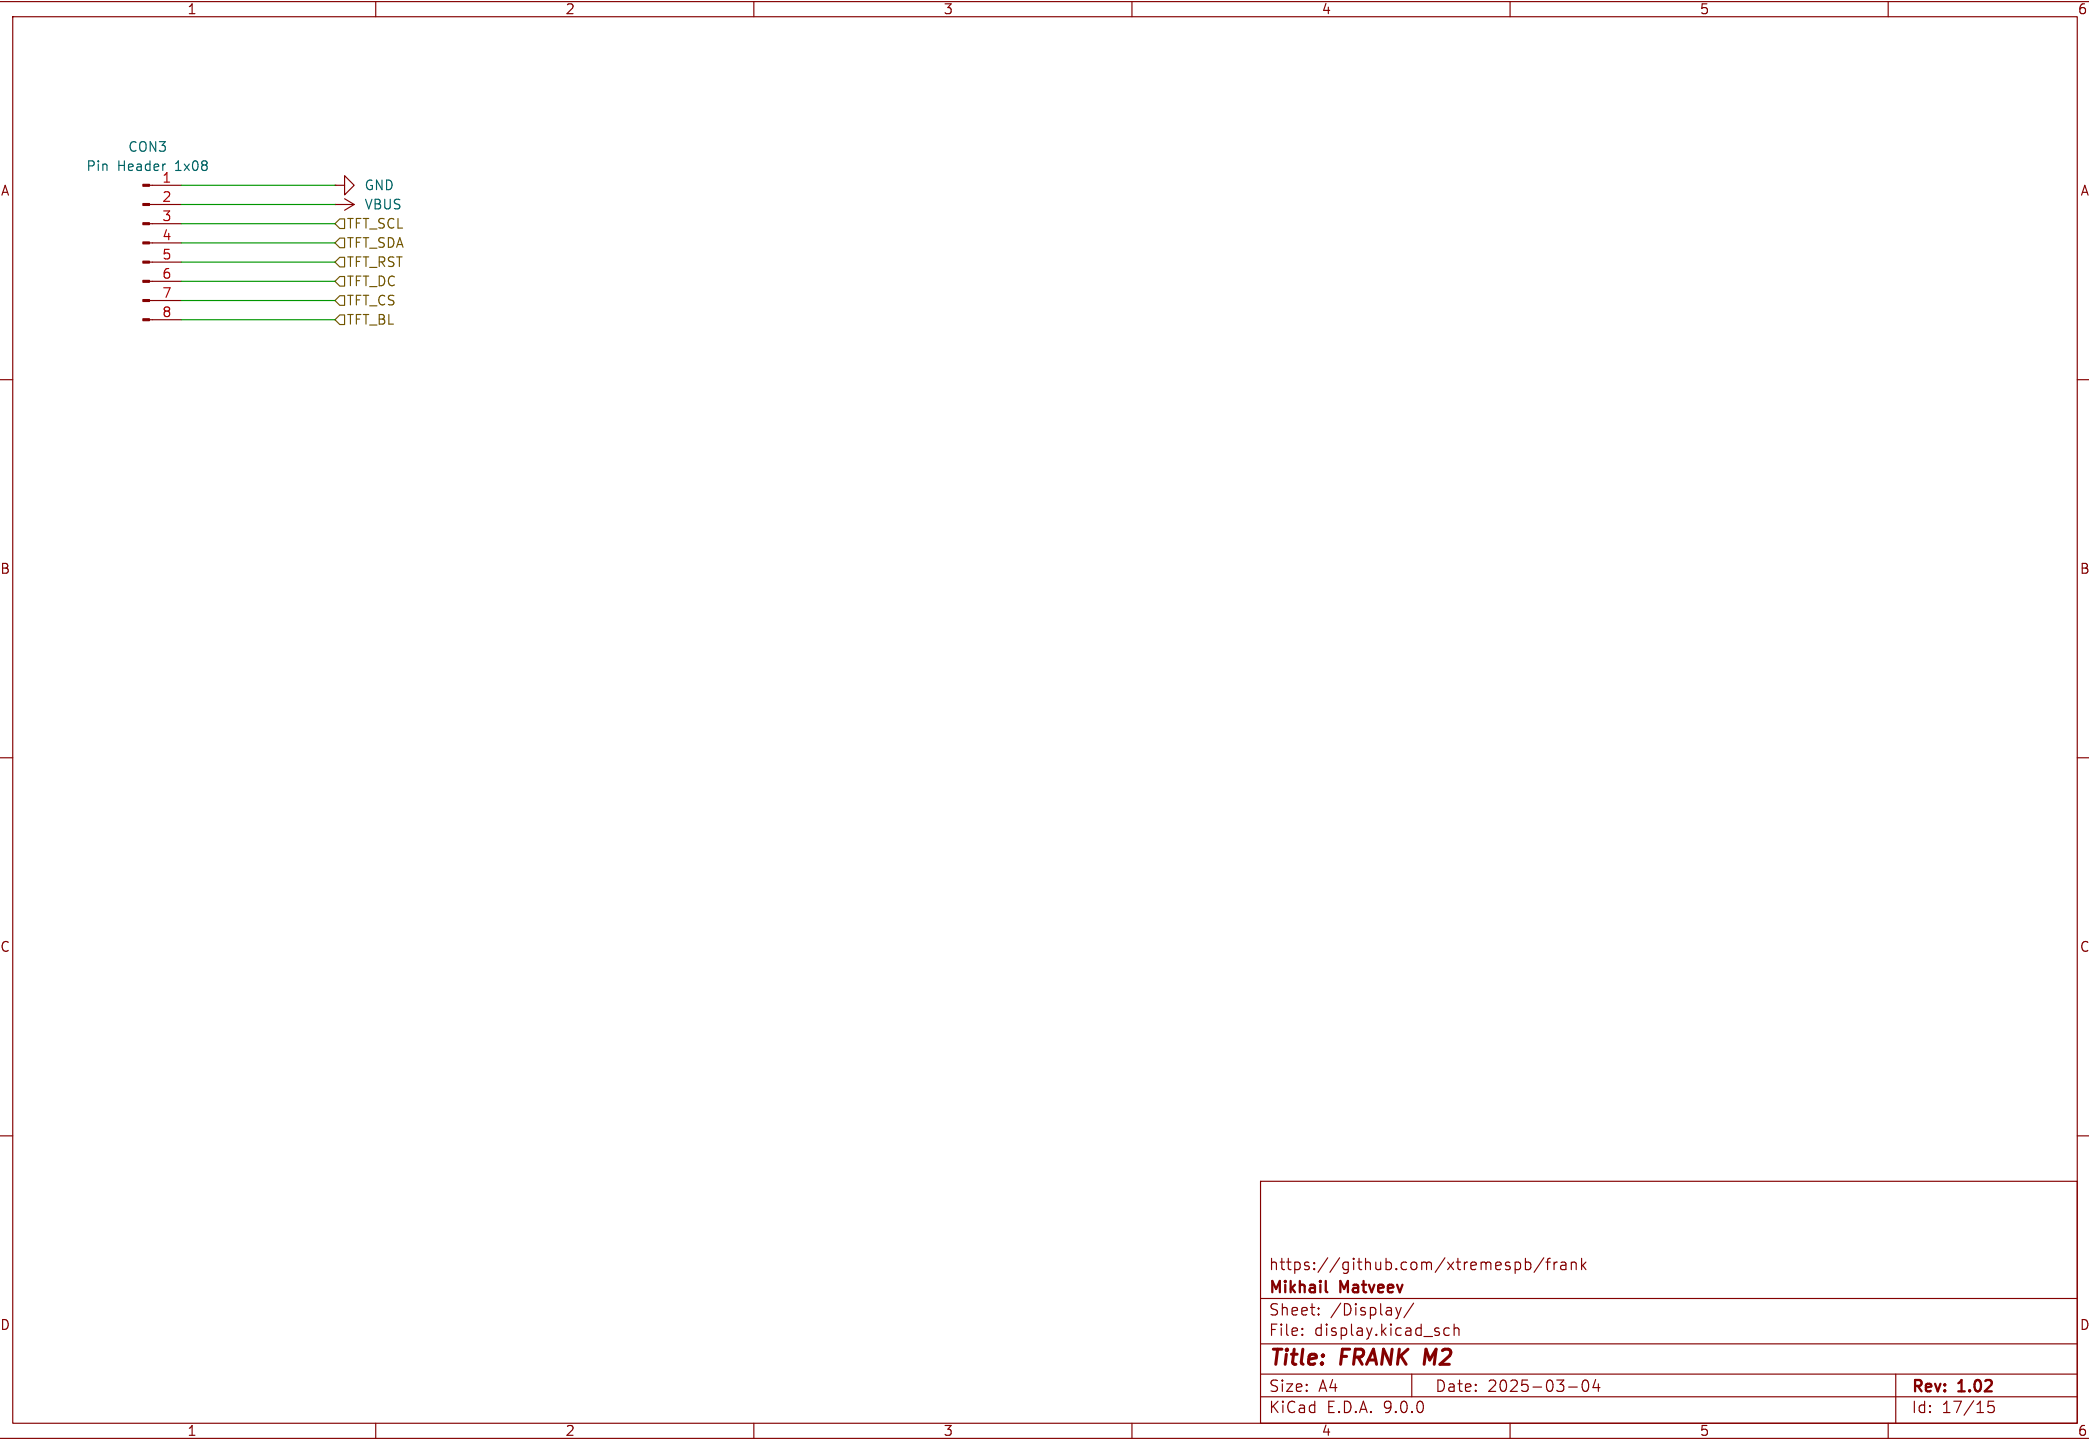 1 2 3 4 5 6
CON3
Pin Header 1x08
A 1 GND A
2 VBUS
3 TFT_SCL
4 TFT_SDA
5 TFT_RST
6 TFT_DC
7 TFT_CS
8 TFT_BL
B B
C C
https://github.com/xtremespb/frank
Mikhail Matveev
Sheet: /Display/
D D
File: display.kicad_sch
Title: FRANK M2
Size: A4 Date: 2025-03-04 Rev: 1.02
KiCad E.D.A. 9.0.0 Id: 17/15
1 2 3 4 5 6